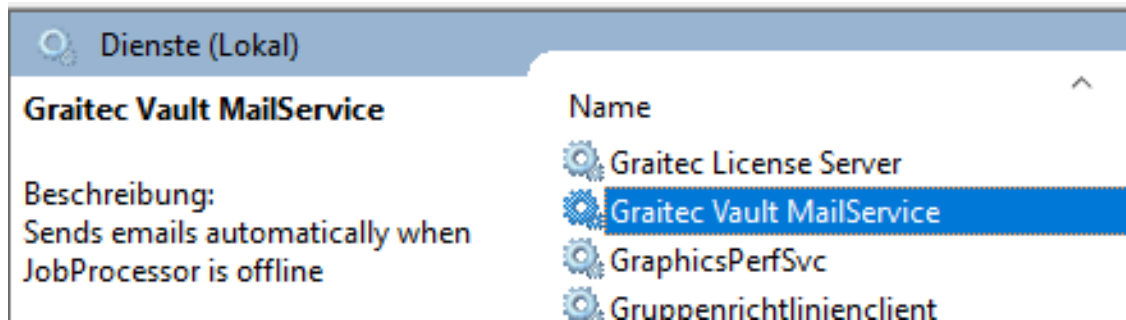 Dienste (Lokal)
Graitec Vault MailService
Beschreibung:
Sends emails automatically when
JobProcessor is offline
Name
Graitec License Server
Graitec Vault MailService
GraphicsPerfSvc
Gruppenrichtlinienclient